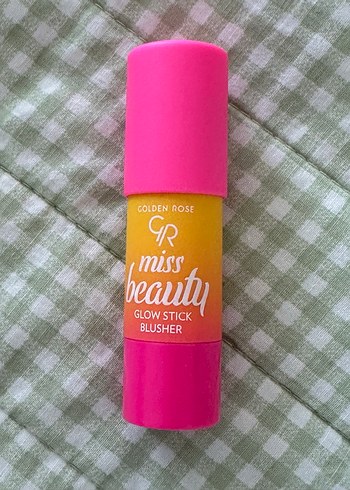 GOLDEN ROSE
GR
miss
beauty
GLOW STICK
BLUSHER